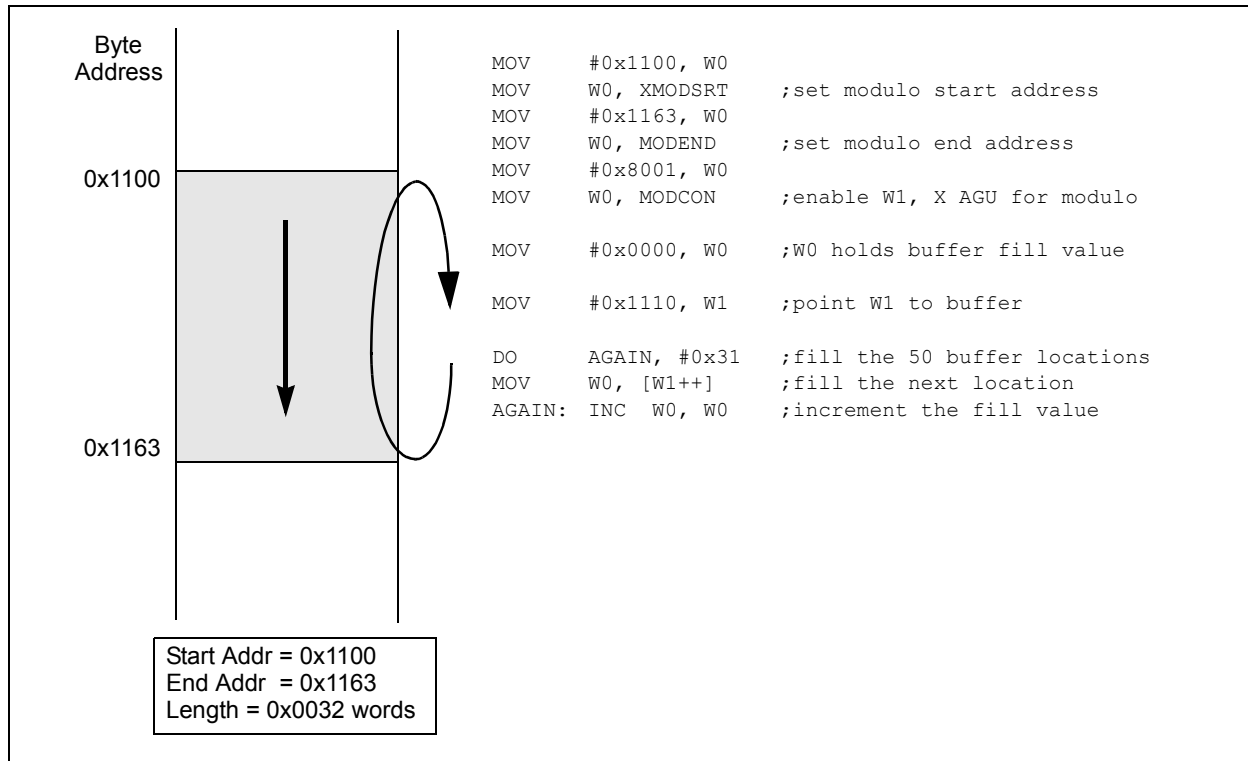 Byte
Address
0x1100
0x1163
MOV #0x1100, W0
MOV W0, XMODSRT ;set modulo start address
MOV #0x1163, W0
MOV W0, MODEND ;set modulo end address
MOV #0x8001, W0
MOV W0, MODCON ;enable W1, X AGU for modulo
MOV #0x0000, W0 ;W0 holds buffer fill value
MOV #0x1110, W1 ;point W1 to buffer
DO AGAIN, #0x31 ;fill the 50 buffer locations
MOV W0, [W1++] ;fill the next location
AGAIN: INC W0, W0 ;increment the fill value
Start Addr = 0x1100
End Addr = 0x1163
Length = 0x0032 words